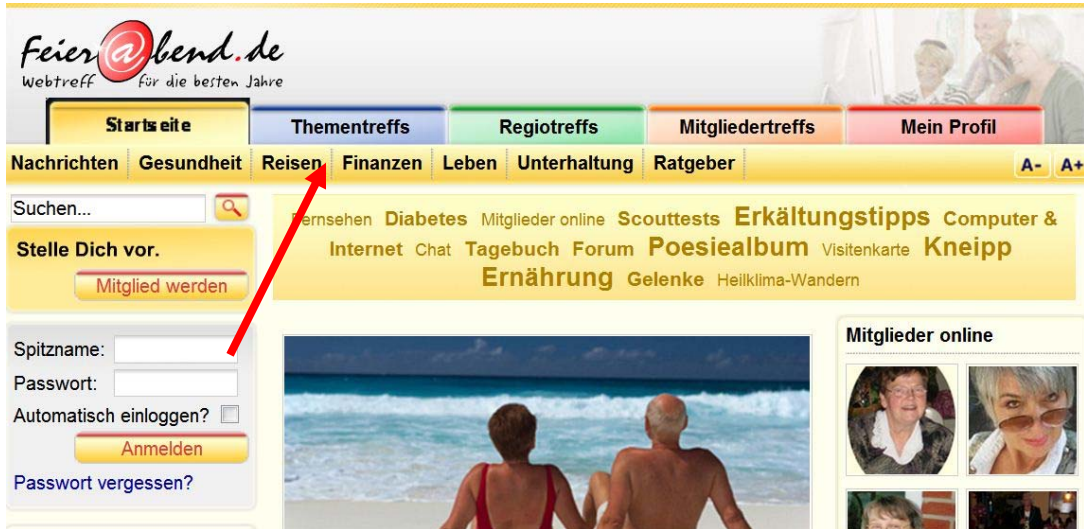 Feier@bend.de
Webtreff für die besten Jahre
Startseite Thementreffs Regiotreffs Mitgliedertreffs Mein Profil
Nachrichten Gesundheit Reisen Finanzen Leben Unterhaltung Ratgeber A- A+
Suchen...
Stelle Dich vor.
Mitglied werden
Fernsehen Diabetes Mitglieder online Scouttests Erkältungstipps Computer &
Internet Chat Tagebuch Forum Poesiealbum Visitenkarte Kneipp
Ernährung Gelenke Heilklima-Wandern
Spitzname:
Passwort:
Automatisch einloggen?
Anmelden
Passwort vergessen?
Mitglieder online